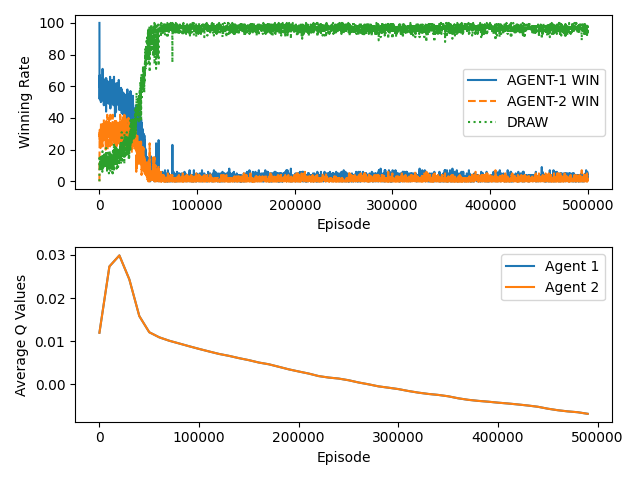 100
80
60
40
20
0
Winning Rate
AGENT-1 WIN
AGENT-2 WIN
DRAW
0 100000 200000 300000 400000 500000
Episode
0.03
0.02
0.01
0.00
Average Q Values
Agent 1
Agent 2
0 100000 200000 300000 400000 500000
Episode